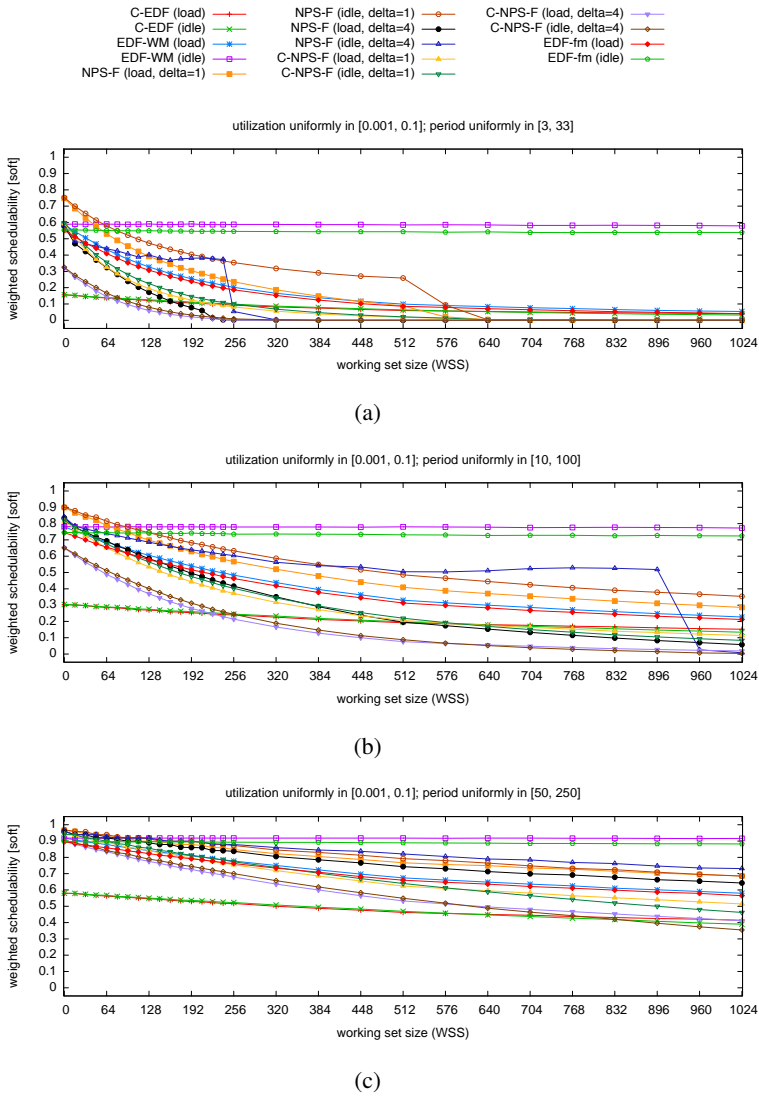 C-EDF (load)
C-EDF (idle)
EDF-WM (load)
EDF-WM (idle)
NPS-F (load, delta=1)
NPS-F (idle, delta=1)
NPS-F (load, delta=4)
NPS-F (idle, delta=4)
C-NPS-F (load, delta=1)
C-NPS-F (idle, delta=1)
C-NPS-F (load, delta=4)
C-NPS-F (idle, delta=4)
EDF-fm (load)
EDF-fm (idle)
utilization uniformly in [0.001, 0.1]; period uniformly in [3, 33]
weighted schedulability [soft]
1
0.9
0.8
0.7
0.6
0.5
0.4
0.3
0.2
0.1
0
0 64 128 192 256 320 384 448 512 576 640 704 768 832 896 960 1024
working set size (WSS)
(a)
utilization uniformly in [0.001, 0.1]; period uniformly in [10, 100]
weighted schedulability [soft]
1
0.9
0.8
0.7
0.6
0.5
0.4
0.3
0.2
0.1
0
0 64 128 192 256 320 384 448 512 576 640 704 768 832 896 960 1024
working set size (WSS)
(b)
utilization uniformly in [0.001, 0.1]; period uniformly in [50, 250]
weighted schedulability [soft]
1
0.9
0.8
0.7
0.6
0.5
0.4
0.3
0.2
0.1
0
0 64 128 192 256 320 384 448 512 576 640 704 768 832 896 960 1024
working set size (WSS)
(c)